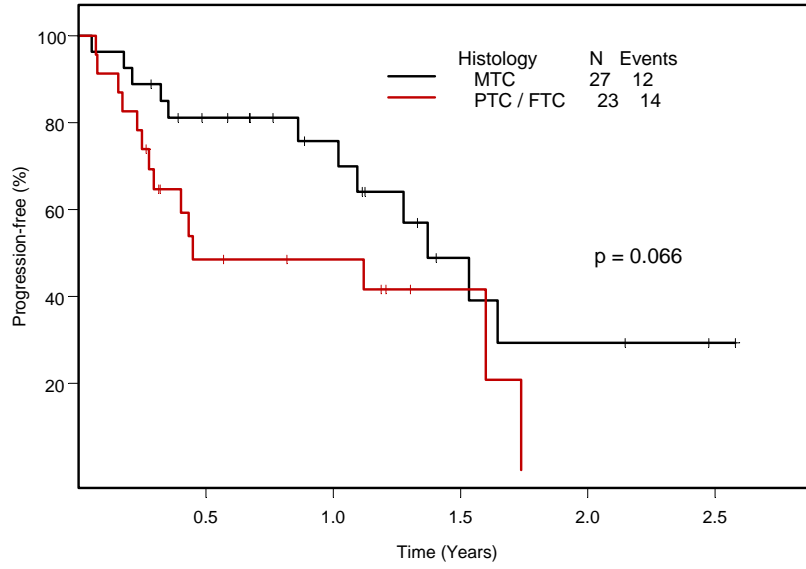 Histology N Events
MTC 27 12
PTC / FTC 23 14
p = 0.066
Progression-free (%)
100
80
60
40
20
0.5 1.0 1.5 2.0 2.5
Time (Years)